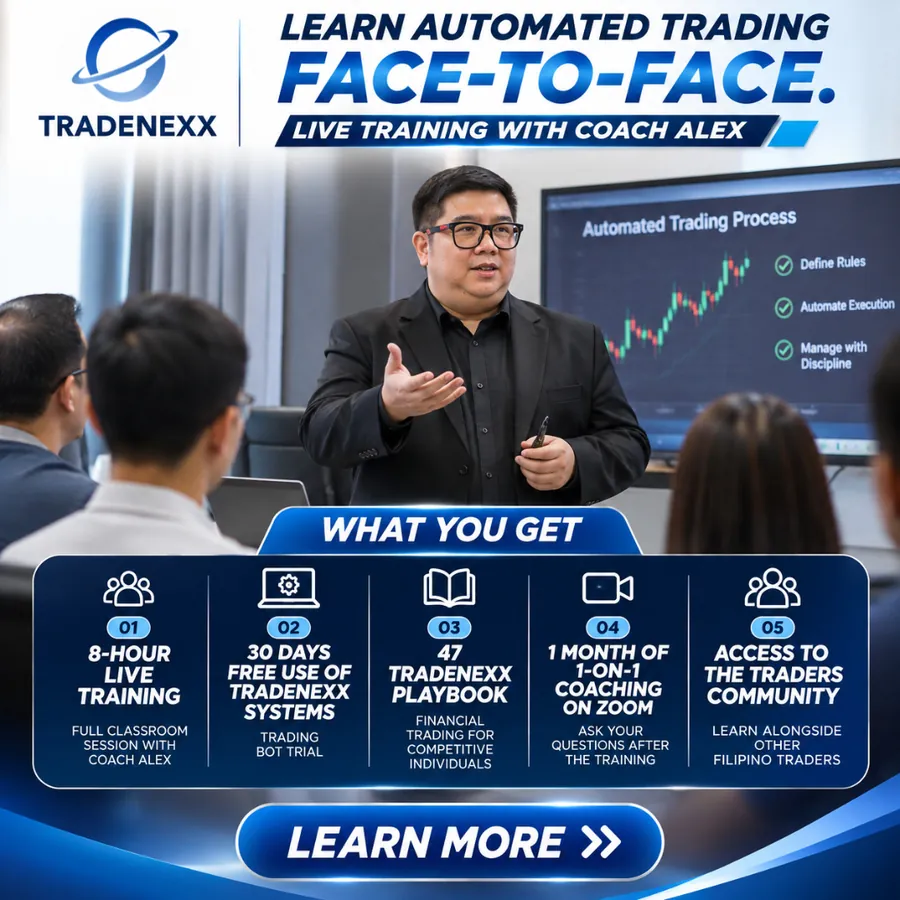 LEARN AUTOMATED TRADING
FACE-TO-FACE.
LIVE TRAINING WITH COACH ALEX
TRADENEXX
Automated Trading Process
Define Rules
Automate Execution
Manage with
Discipline
WHAT YOU GET
01
8-HOUR
LIVE
TRAINING
FULL CLASSROOM
SESSION WITH
COACH ALEX
02
30 DAYS
FREE USE OF
TRADENEXX
SYSTEMS
TRADING
BOT TRIAL
03
47
TRADENEXX
PLAYBOOK
FINANCIAL
TRADING FOR
COMPETITIVE
INDIVIDUALS
04
1 MONTH OF
1-ON-1
COACHING
ON ZOOM
ASK YOUR
QUESTIONS AFTER
THE TRAINING
05
ACCESS TO
THE TRADERS
COMMUNITY
LEARN ALONGSIDE
OTHER
FILIPINO TRADERS
LEARN MORE >>